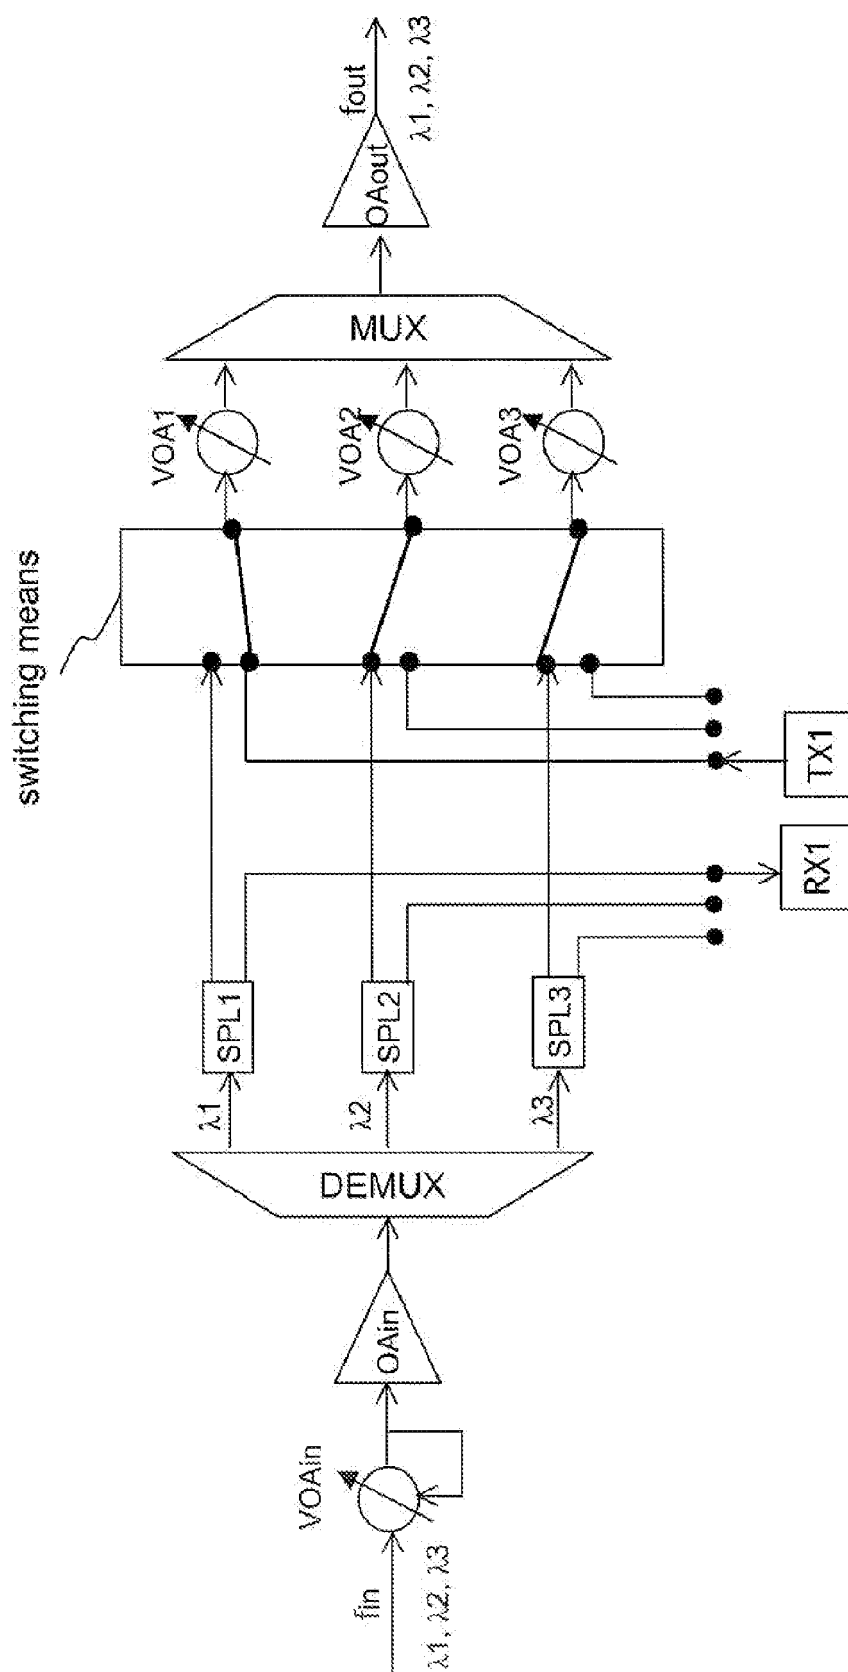 switching means
fin
λ1, λ2, λ3
VOAin
OAin
DEMUX
λ1
λ2
λ3
SPL1
SPL2
SPL3
RX1
TX1
VOA1
VOA2
VOA3
MUX
OAout
fout
λ1, λ2, λ3